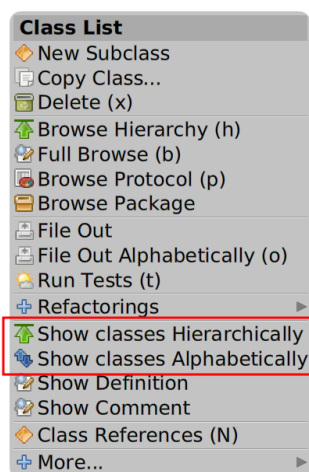 Class List
New Subclass
Copy Class...
Delete (x)
Browse Hierarchy (h)
Full Browse (b)
Browse Protocol (p)
Browse Package
File Out
File Out Alphabetically (o)
Run Tests (t)
Refactorings
Show classes Hierarchically
Show classes Alphabetically
Show Definition
Show Comment
Class References (N)
More...